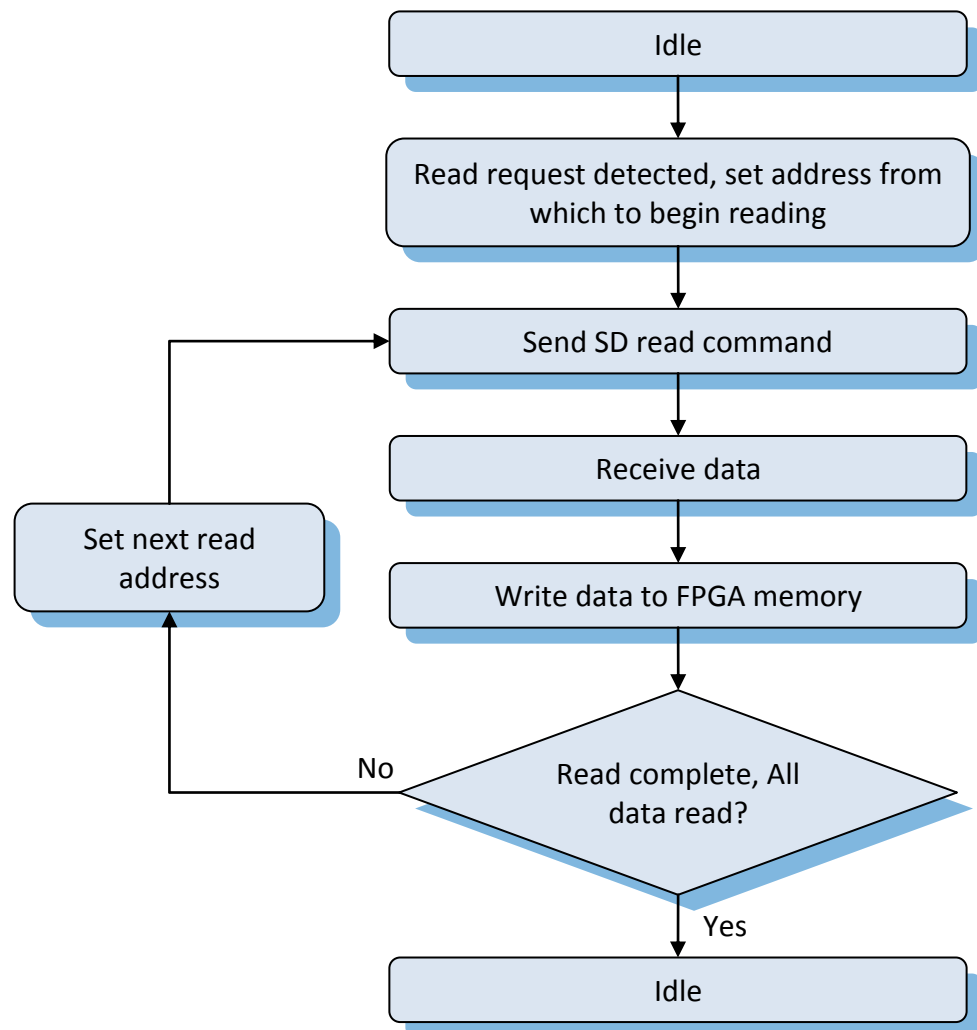 Idle
Read request detected, set address from
which to begin reading
Send SD read command
Receive data
Set next read
address
Write data to FPGA memory
No
Read complete, All
data read?
Yes
Idle